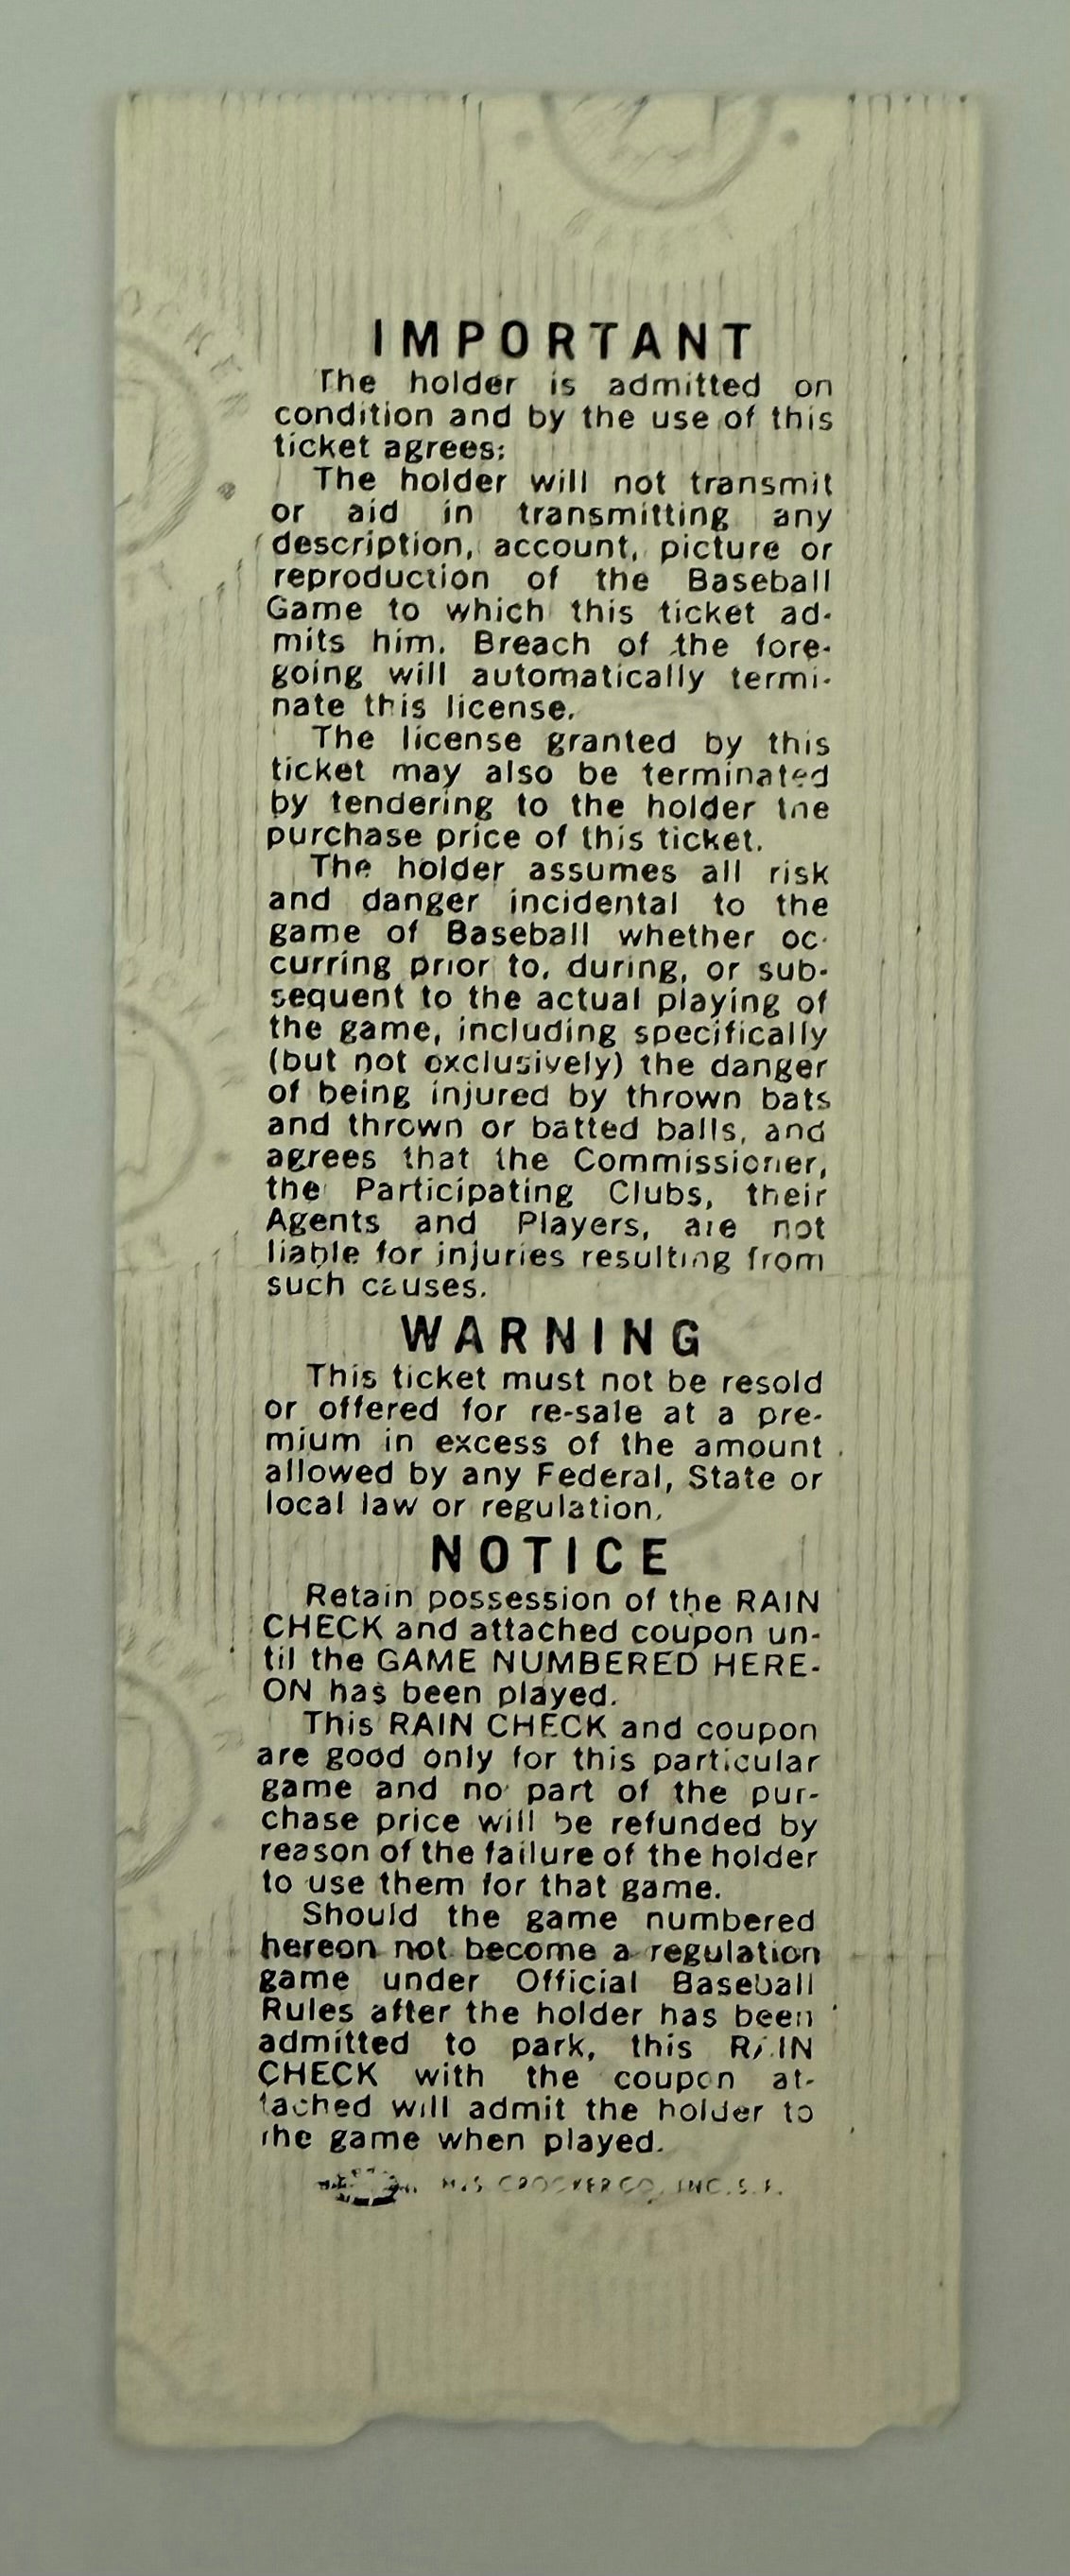 IMPORTANT
The holder is admitted on
condition and by the use of this
ticket agrees:
The holder will not transmit
or aid in transmitting any
description, account, picture or
reproduction of the Baseball
Game to which this ticket ad-
mits him. Breach of the fore-
going will automatically termi-
nate this license.
The license granted by this
ticket may also be terminated
by tendering to the holder the
purchase price of this ticket.
The holder assumes all risk
and danger incidental to the
game of Baseball whether oc-
curring prior to, during, or sub-
sequent to the actual playing of
the game, including specifically
(but not exclusively) the danger
of being injured by thrown bats
and thrown or batted balls, and
agrees that the Commissioner,
the Participating Clubs, their
Agents and Players, are not
liable for injuries resulting from
such causes.
WARNING
This ticket must not be resold
or offered for re-sale at a pre-
mium in excess of the amount
allowed by any Federal, State or
local law or regulation.
NOTICE
Retain possession of the RAIN
CHECK and attached coupon un-
til the GAME NUMBERED HERE-
ON has been played.
This RAIN CHECK and coupon
are good only for this particular
game and no part of the pur-
chase price will be refunded by
reason of the failure of the holder
to use them for that game.
Should the game numbered
hereon not become a regulation
game under Official Baseball
Rules after the holder has been
admitted to park, this RAIN
CHECK with the coupon at-
tached will admit the holder to
the game when played.
H.S. CROCKER CO. INC. S.F.